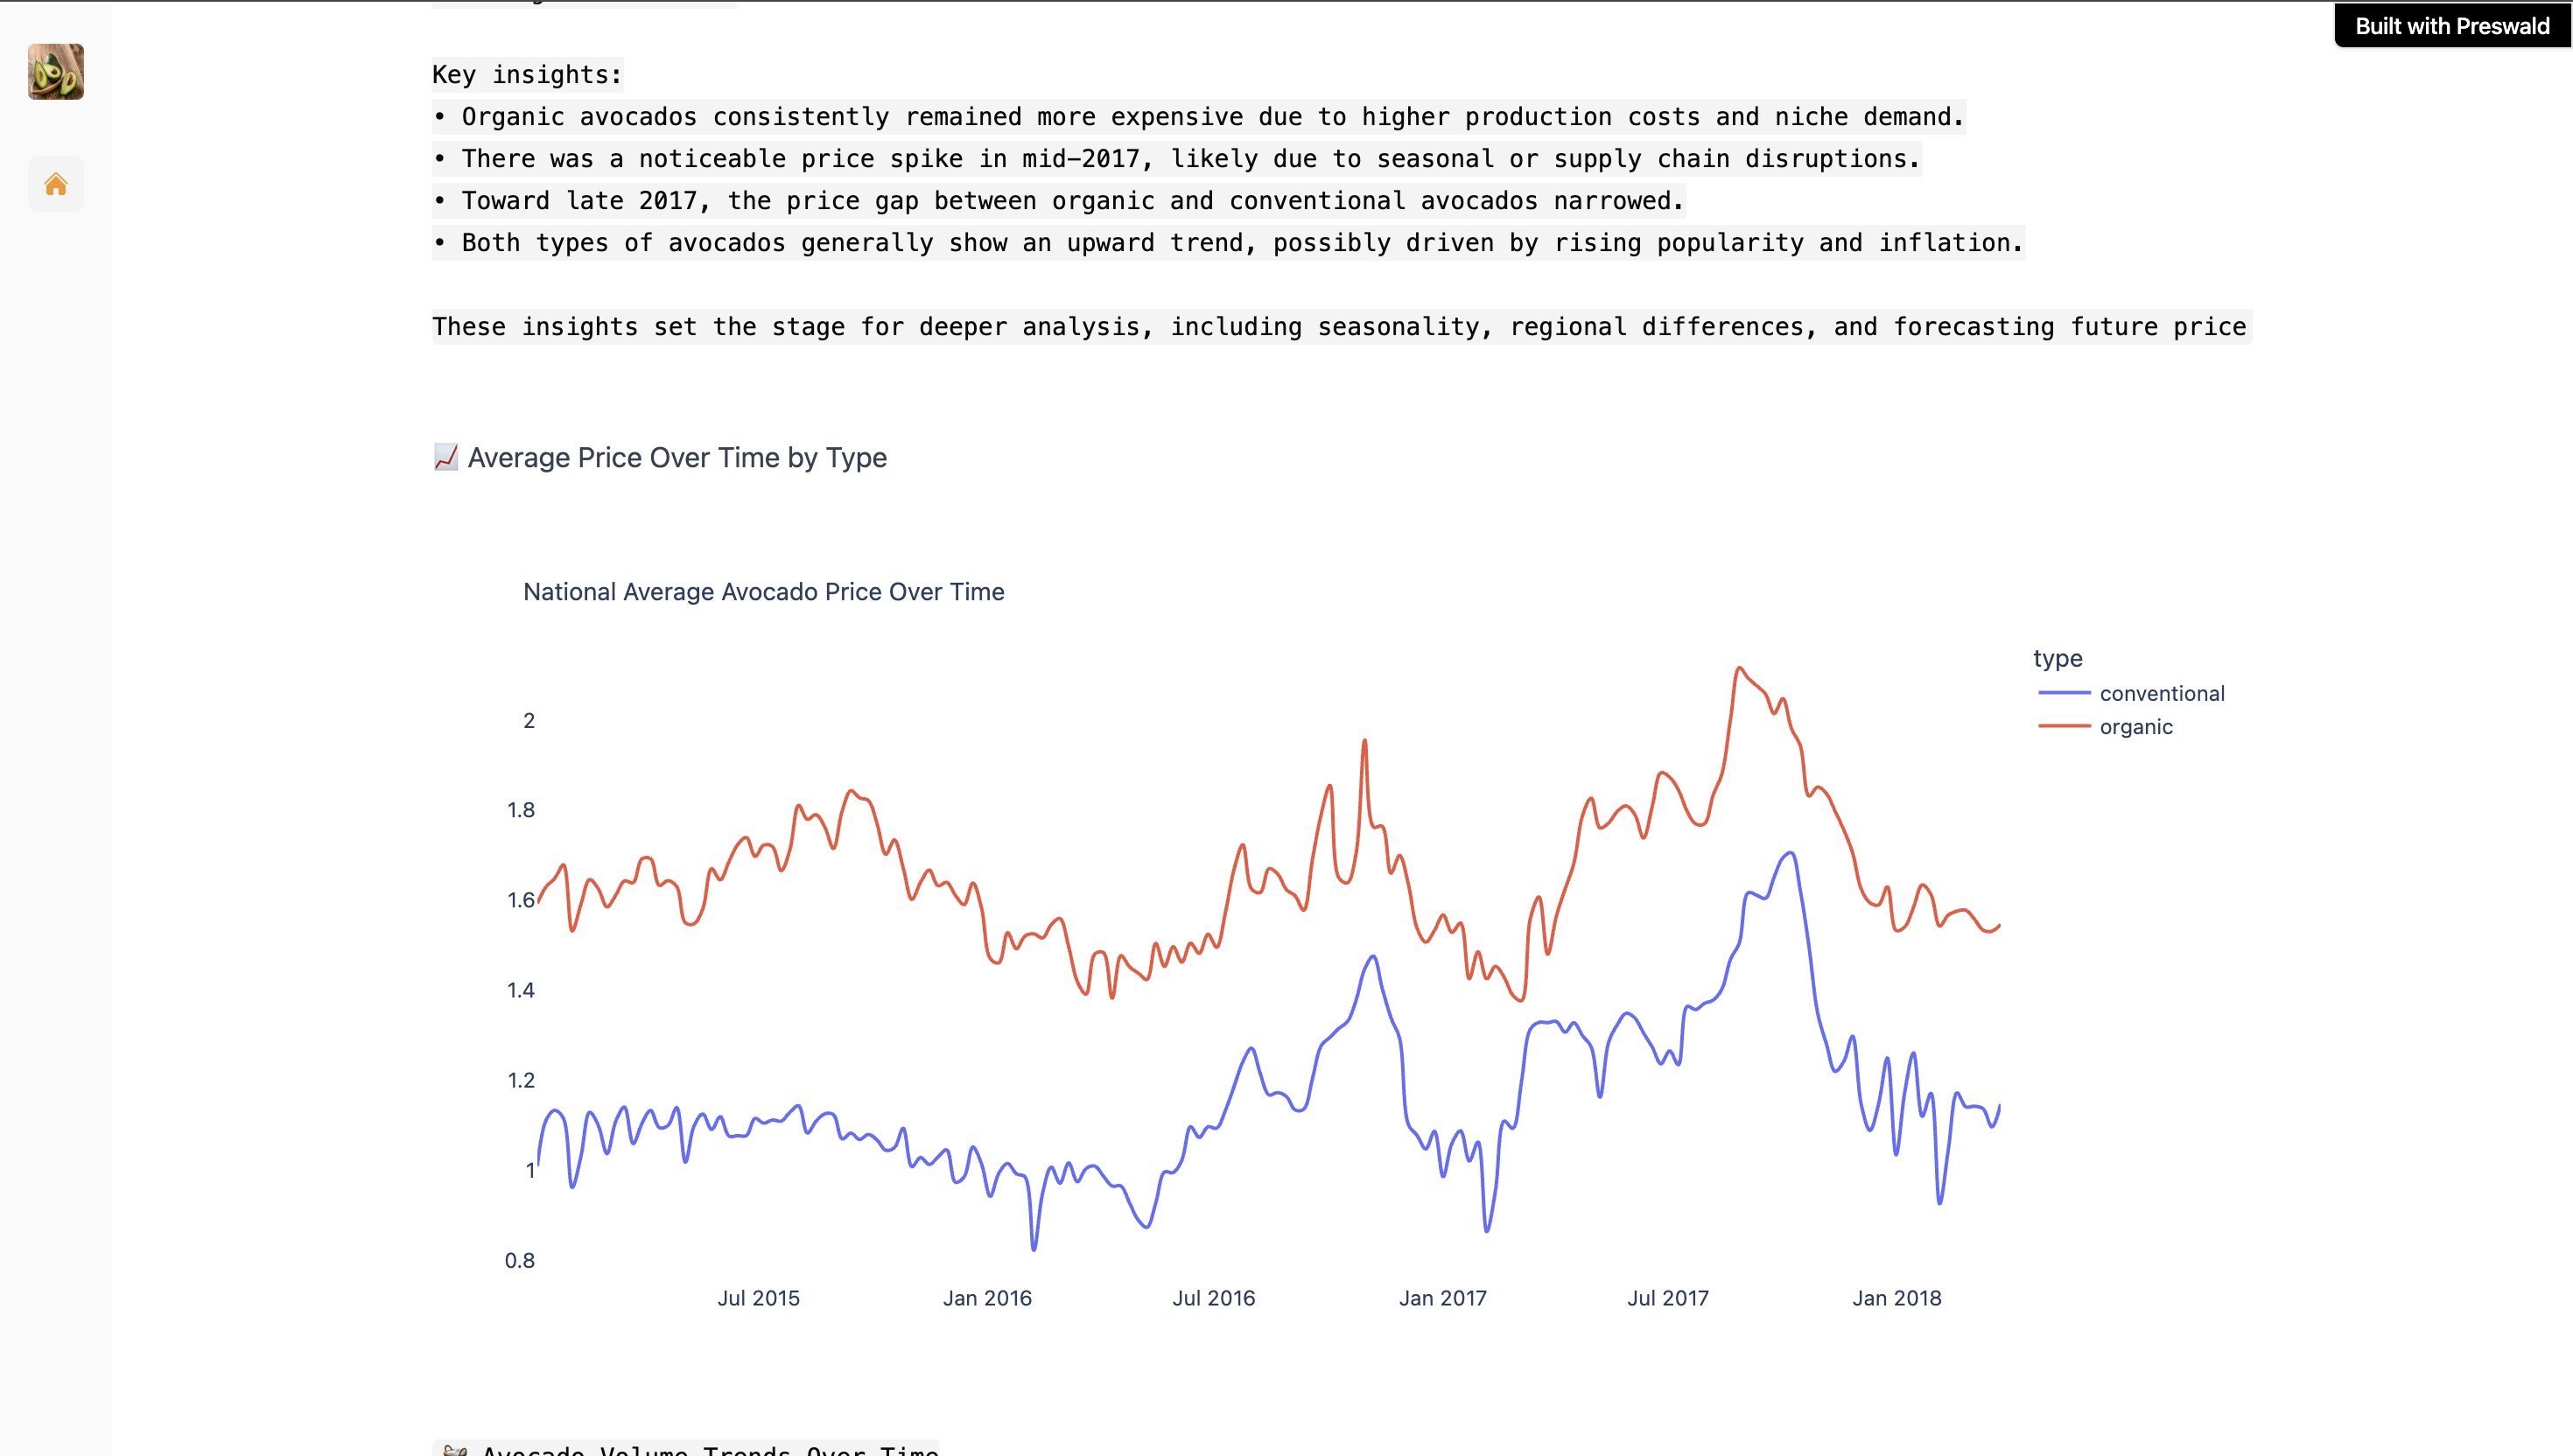 Built with Preswald
Key insights:
• Organic avocados consistently remained more expensive due to higher production costs and niche demand.
• There was a noticeable price spike in mid-2017, likely due to seasonal or supply chain disruptions.
• Toward late 2017, the price gap between organic and conventional avocados narrowed.
• Both types of avocados generally show an upward trend, possibly driven by rising popularity and inflation.
These insights set the stage for deeper analysis, including seasonality, regional differences, and forecasting future price
📈 Average Price Over Time by Type
National Average Avocado Price Over Time
type
conventional
organic
2
1.8
1.6
1.4
1.2
1
0.8
Jul 2015 Jan 2016 Jul 2016 Jan 2017 Jul 2017 Jan 2018
Avocado Volume Trends Over Time